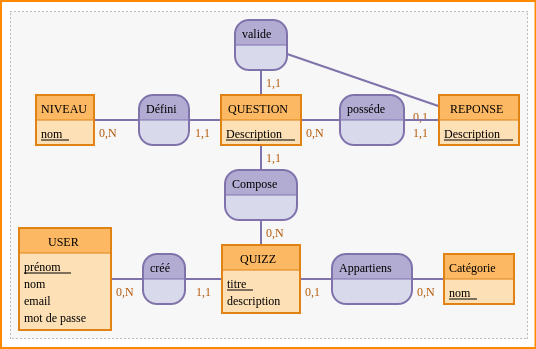 valide
1,1
NIVEAU
Défini
QUESTION
posséde
REPONSE
0,1
nom
0,N
1,1
Description
0,N
1,1
Description
1,1
Compose
0,N
USER
QUIZZ
créé
Appartiens
Catégorie
prénom
titre
nom
0,N
1,1
description
0,1
0,N
nom
email
mot de passe